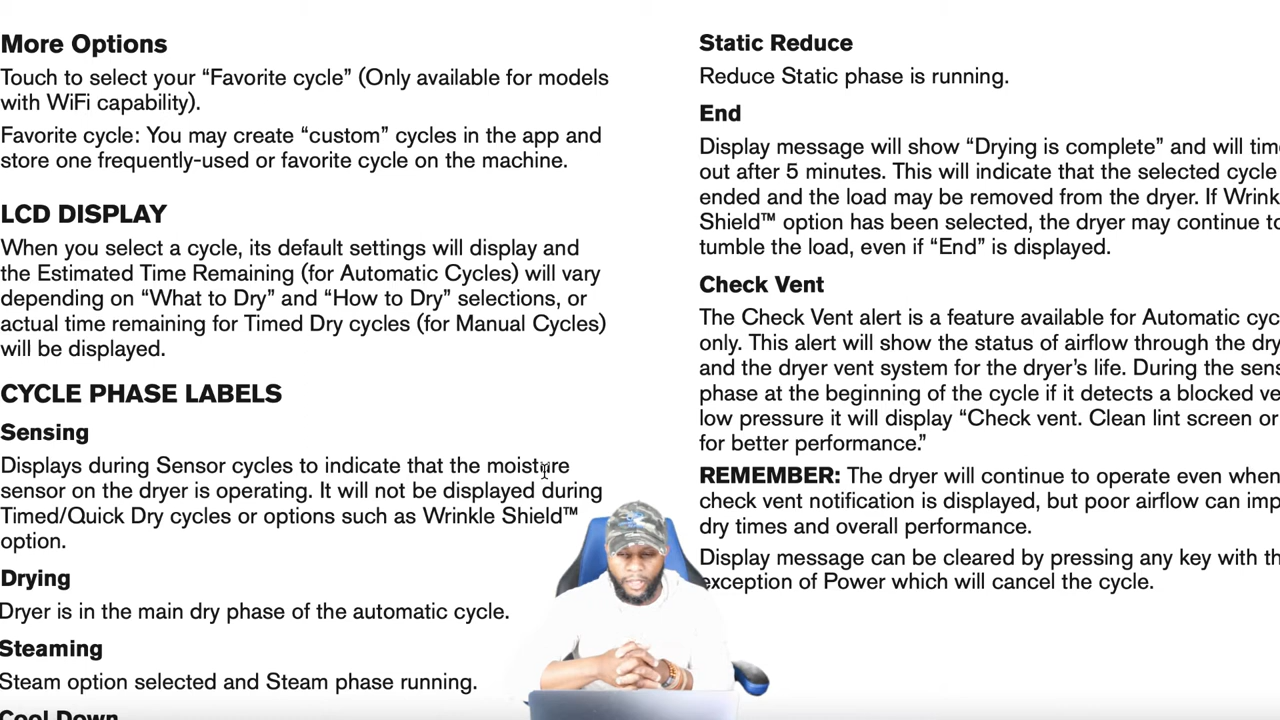 More Options
Touch to select your “Favorite cycle” (Only available for models
with WiFi capability).
Favorite cycle: You may create “custom” cycles in the app and
store one frequently-used or favorite cycle on the machine.
LCD DISPLAY
When you select a cycle, its default settings will display and
the Estimated Time Remaining (for Automatic Cycles) will vary
depending on “What to Dry” and “How to Dry” selections, or
actual time remaining for Timed Dry cycles (for Manual Cycles)
will be displayed.
CYCLE PHASE LABELS
Sensing
Displays during Sensor cycles to indicate that the moisture
sensor on the dryer is operating. It will not be displayed during
Timed/Quick Dry cycles or options such as Wrinkle Shield™
option.
Drying
Dryer is in the main dry phase of the automatic cycle.
Steaming
Steam option selected and Steam phase running.
Cool Down
Static Reduce
Reduce Static phase is running.
End
Display message will show “Drying is complete” and will
out after 5 minutes. This will indicate that the selected cycle
ended and the load may be removed from the dryer. If
Shield™ option has been selected, the dryer may continue to
tumble the load, even if “End” is displayed.
Check Vent
The Check Vent alert is a feature available for Automatic
only. This alert will show the status of airflow through the
and the dryer vent system for the dryer’s life. During the
phase at the beginning of the cycle if it detects a blocked
low pressure it will display “Check vent. Clean lint screen or
for better performance.”
REMEMBER: The dryer will continue to operate even when
check vent notification is displayed, but poor airflow can
dry times and overall performance.
Display message can be cleared by pressing any key with
exception of Power which will cancel the cycle.